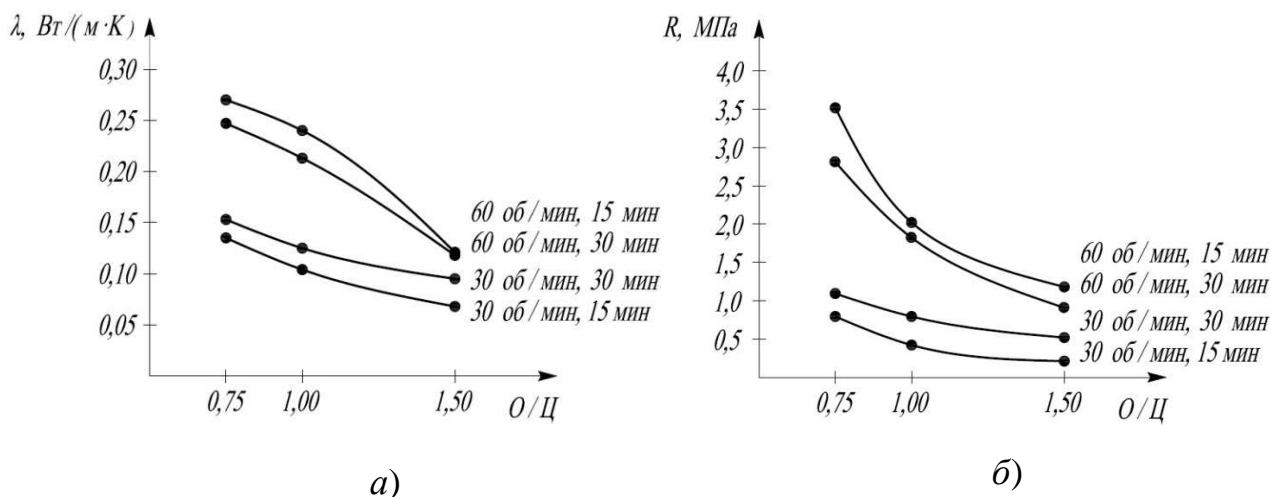 λ, Вт/(м·К)
0,30
0,25
0,20
0,15
0,10
0,05
0,75
1,00
1,50
О/Ц
60 об/мин, 15 мин
60 об/мин, 30 мин
30 об/мин, 30 мин
30 об/мин, 15 мин
а)
R, МПа
4,0
3,5
3,0
2,5
2,0
1,5
1,0
0,5
0,75
1,00
1,50
О/Ц
60 об/мин, 15 мин
60 об/мин, 30 мин
30 об/мин, 30 мин
30 об/мин, 15 мин
б)